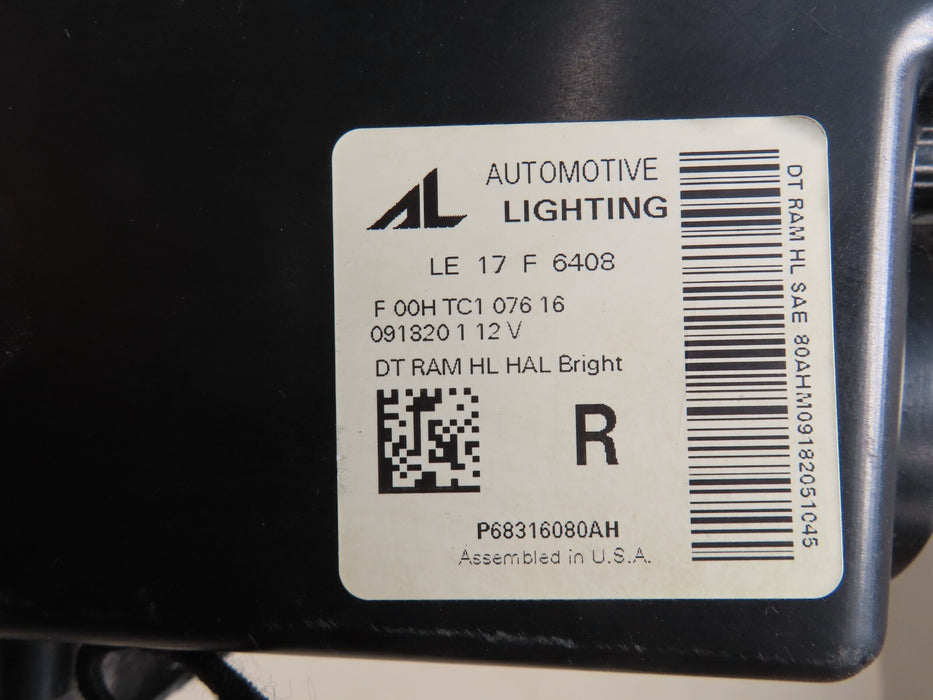 AL
AUTOMOTIVE
LIGHTING
LE 17 F 6408
F 00H TC1 076 16
091820 1 12 V
DT RAM HL HAL Bright
R
P68316080AH
Assembled in U.S.A.
DT RAM HL SAE 80AHM09182051045